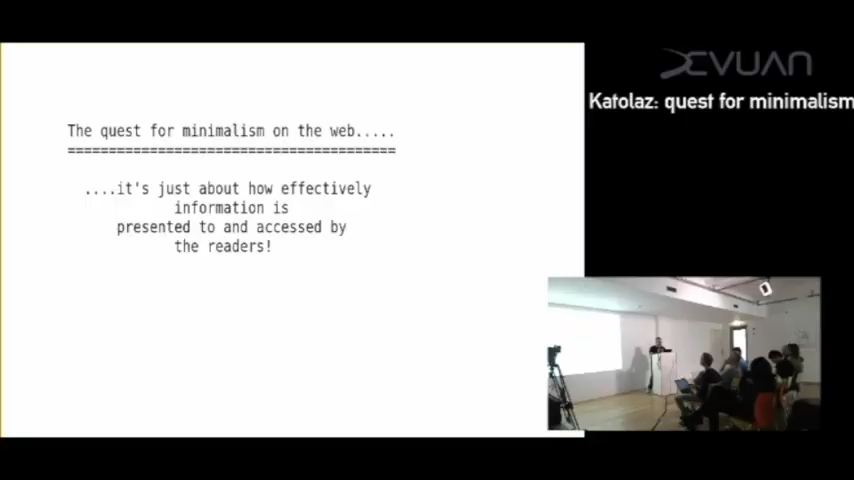 The quest for minimalism on the web.....
========================================
....it's just about how effectively
information is
presented to and accessed by
the readers!
DEVUAN
Katolaz: quest for minimalism